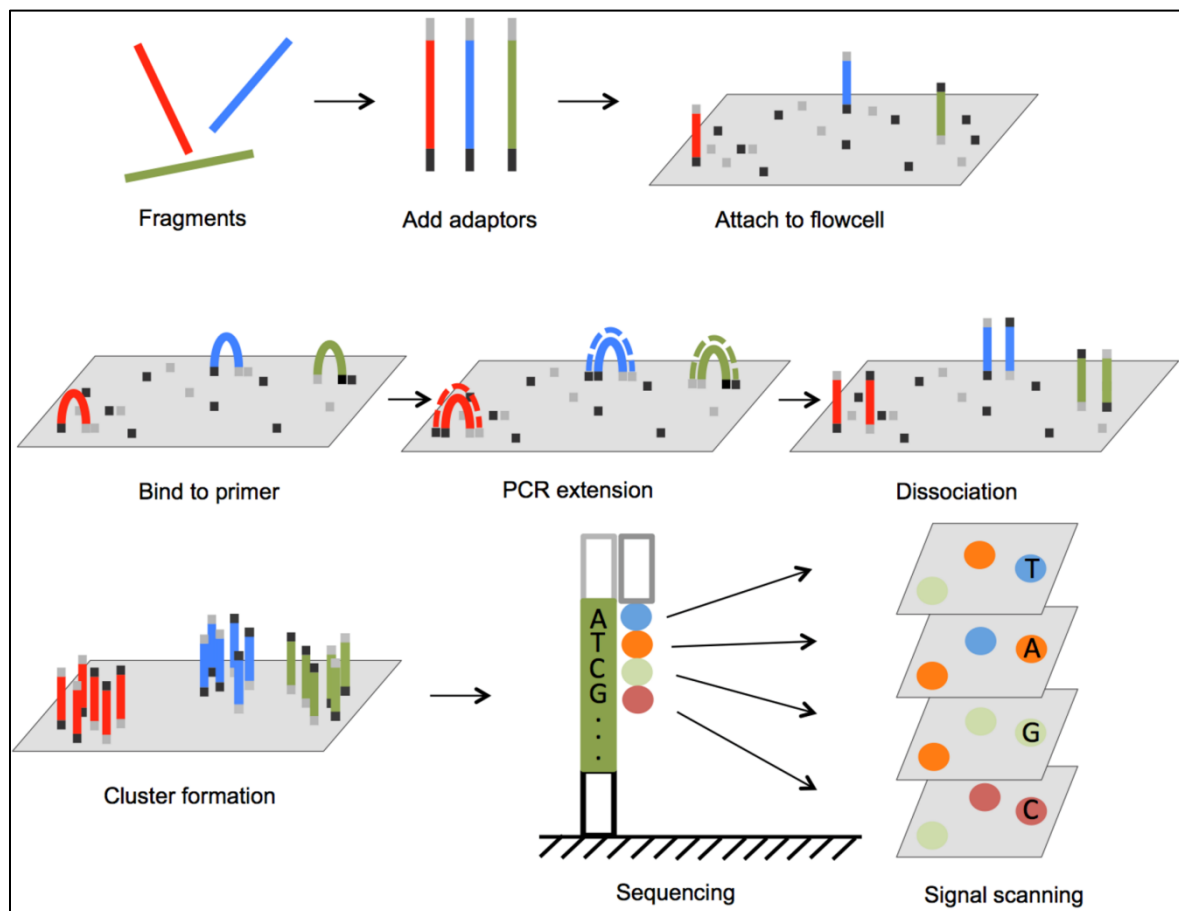 Fragments
Add adaptors
Attach to flowcell
Bind to primer
PCR extension
Dissociation
Cluster formation
A
T
C
G
.
.
.
Sequencing
T
A
G
C
Signal scanning